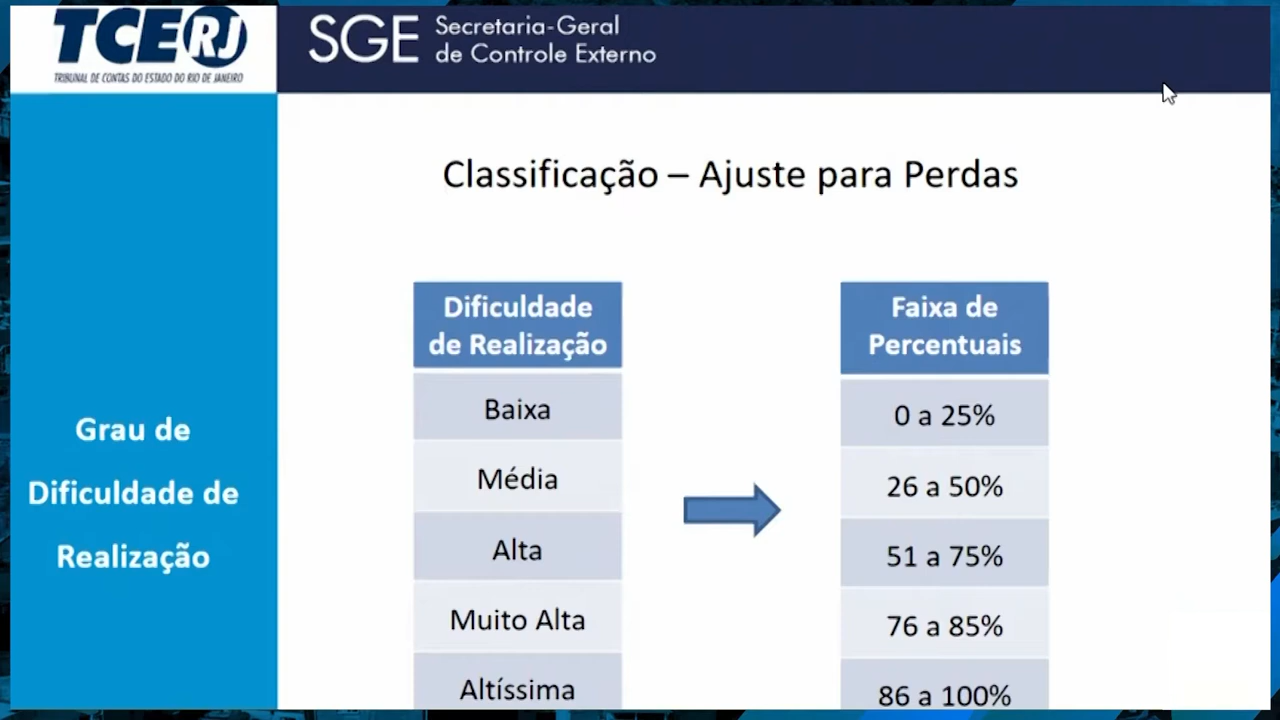 TCERJ
TRIBUNAL DE CONTAS DO ESTADO DO RIO DE JANEIRO
SGE
Secretaria-Geral
de Controle Externo
Classificação – Ajuste para Perdas
Grau de
Dificuldade de
Realização
Dificuldade
de Realização
Baixa
Média
Alta
Muito Alta
Altíssima
Faixa de
Percentuais
0 a 25%
26 a 50%
51 a 75%
76 a 85%
86 a 100%